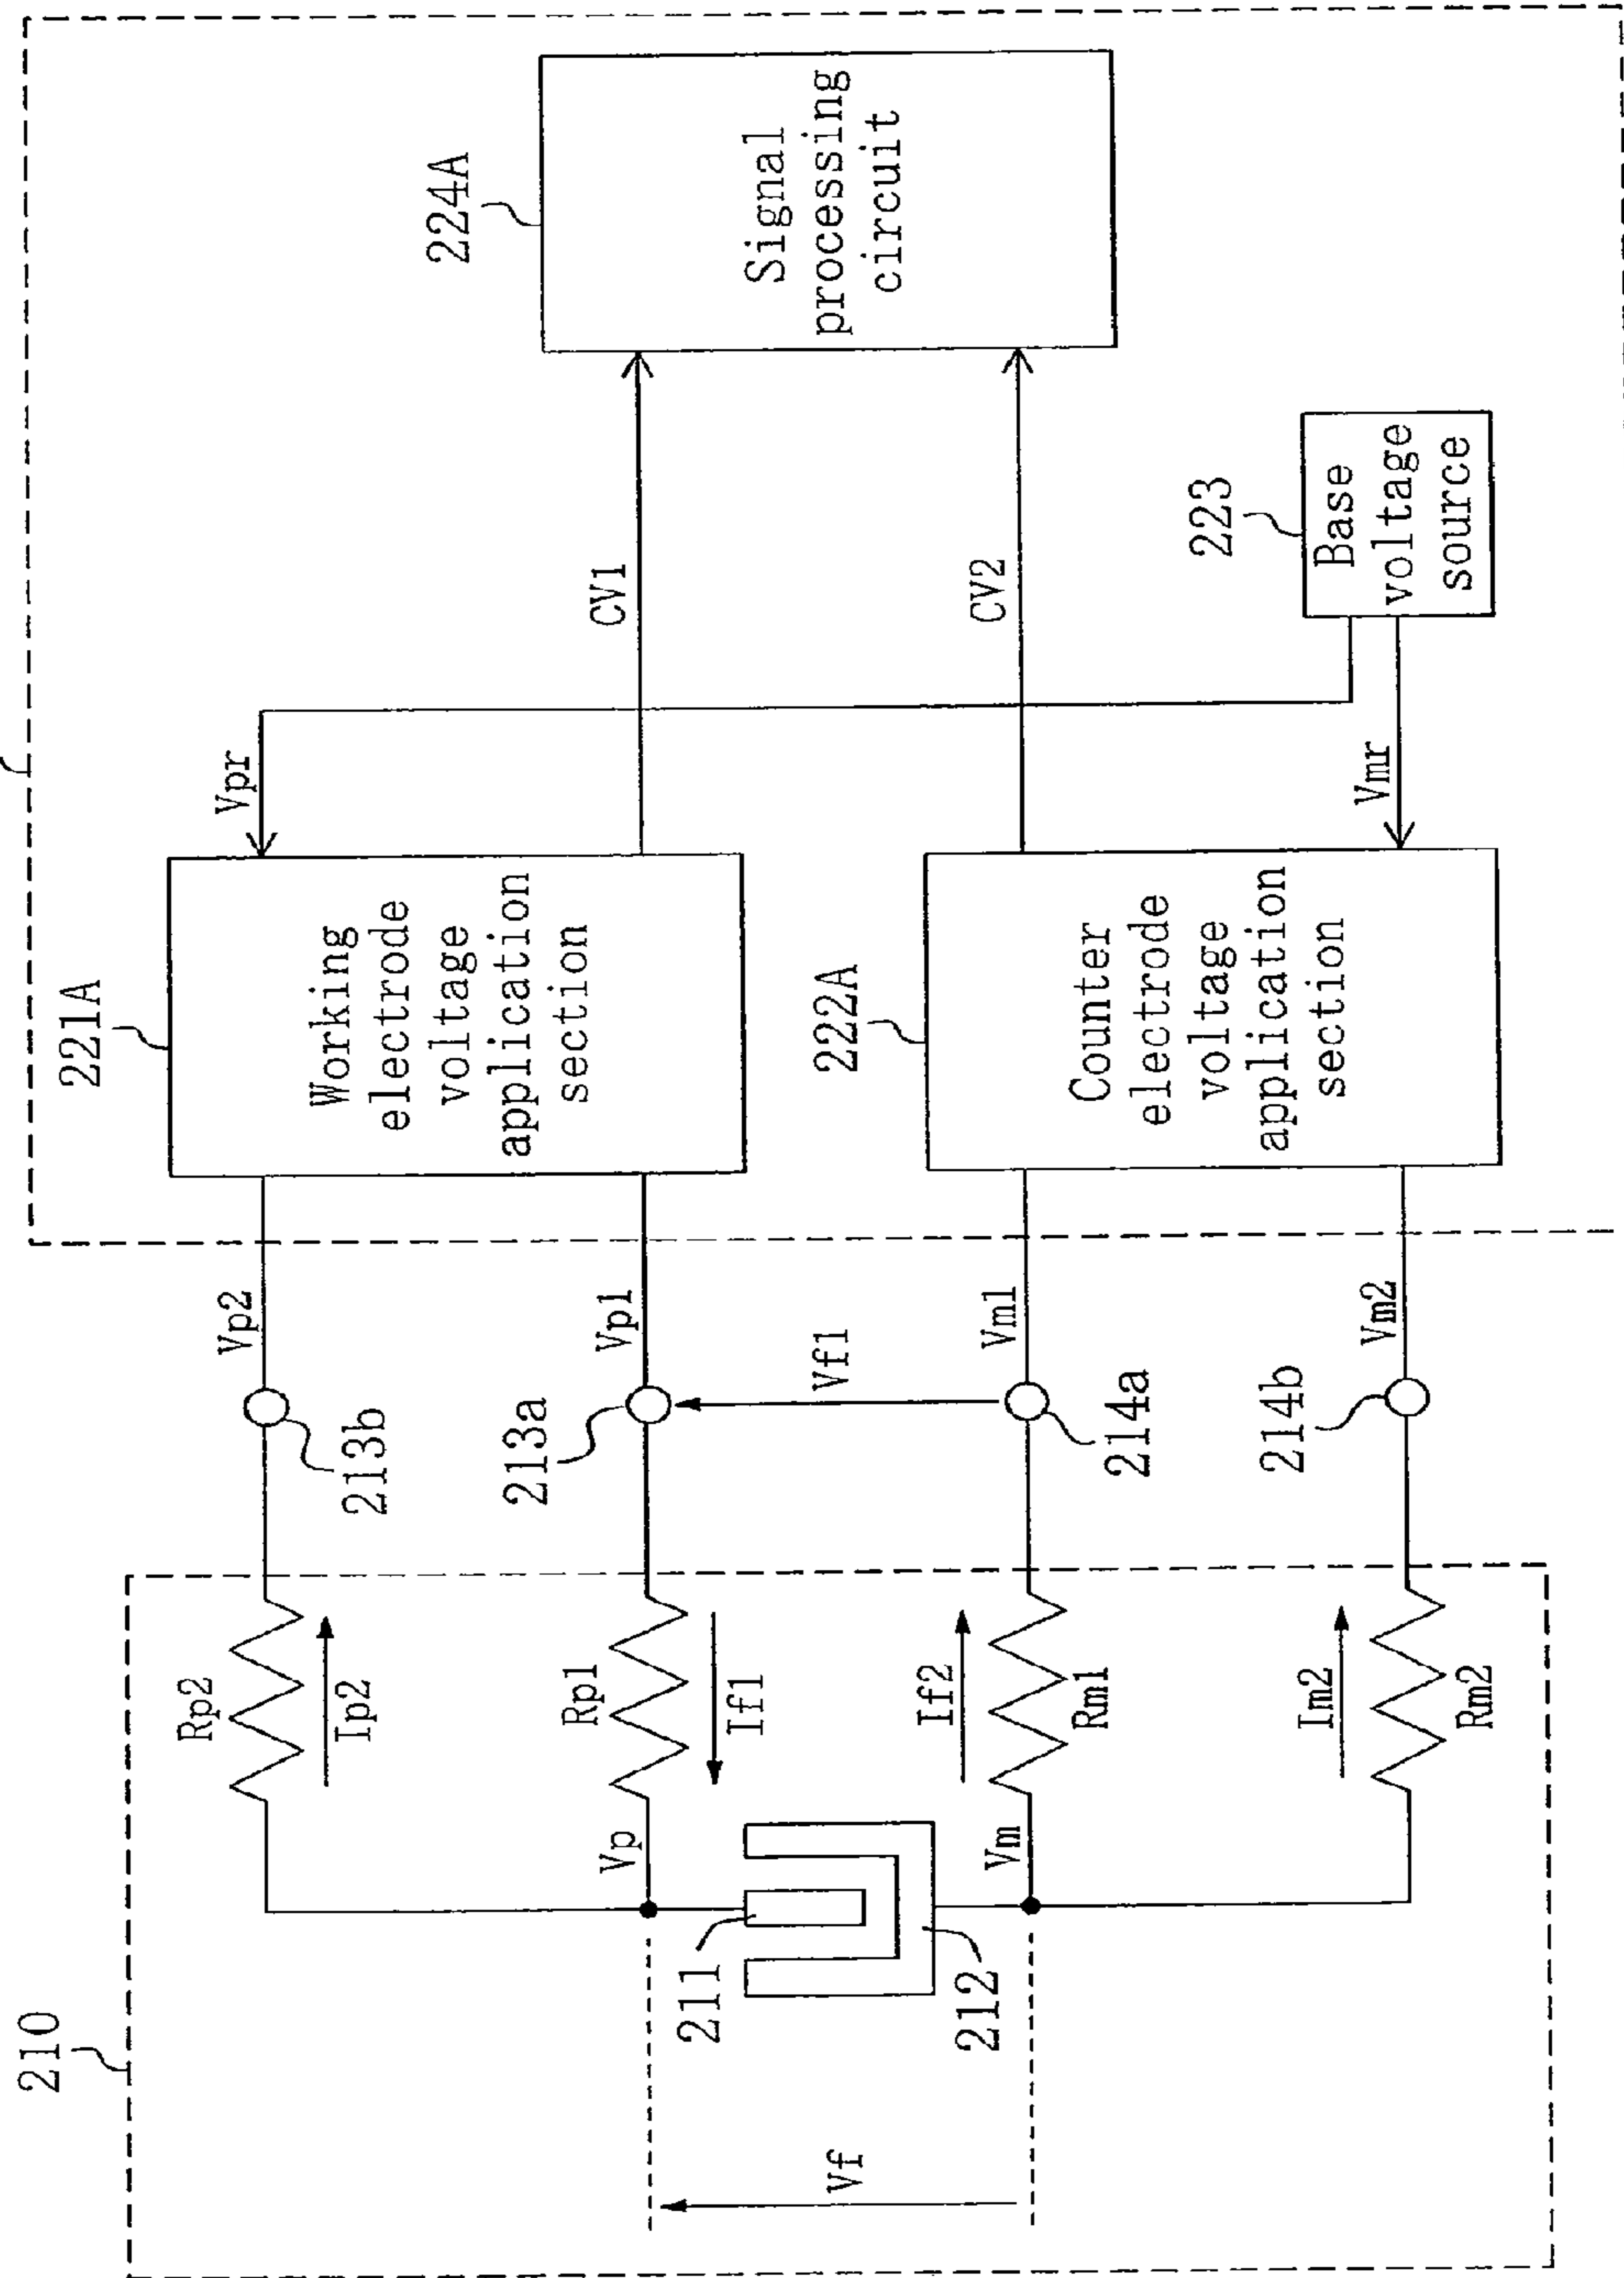 210
Vf
211
212
Vp
Vm
Rp2
Ip2
Rp1
If1
If2
Rm1
Im2
Rm2
213b
213a
214a
214b
Vp2
Vp1
Vf1
Vm1
Vm2
221A
Working
electrode
voltage
application
section
222A
Counter
electrode
voltage
application
section
Vpr
Vmr
CV1
CV2
223
Base
voltage
source
224A
Signal
processing
circuit